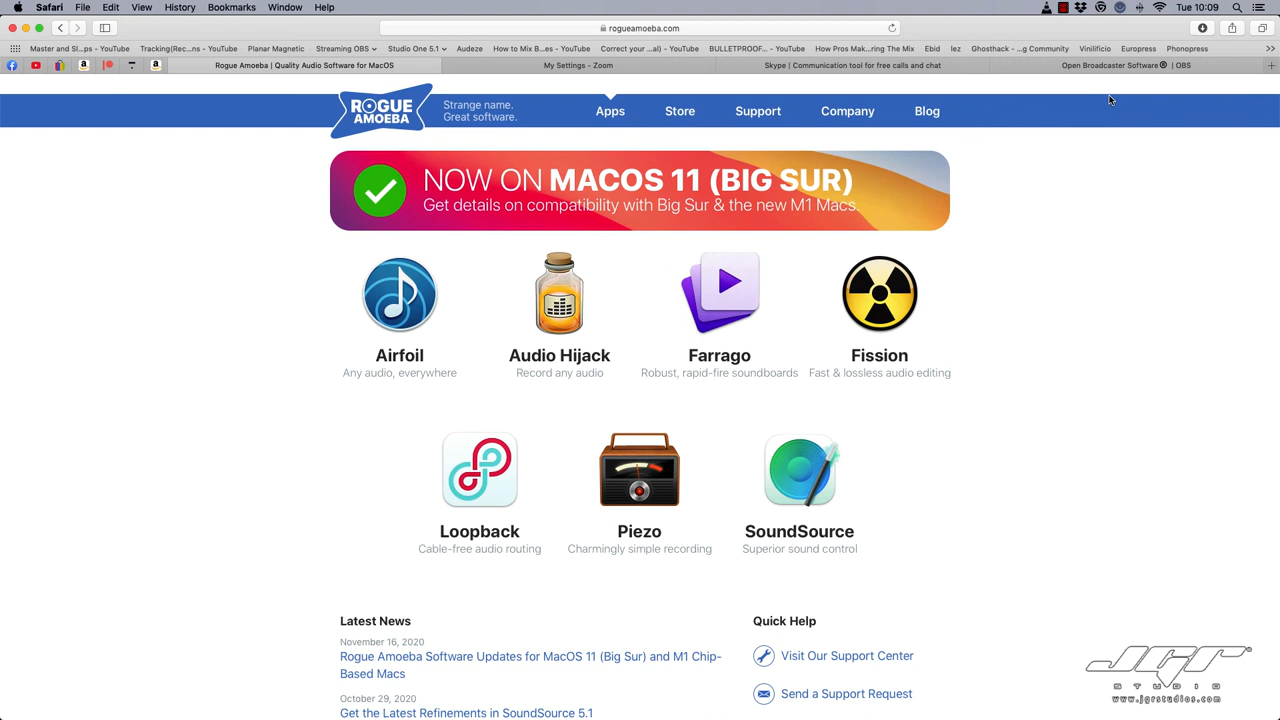 Safari File Edit View History Bookmarks Window Help Tue 10:09
rogueamoeba.com
Master and Sl...ps - YouTube Tracking(Rec...om) - YouTube Planar Magnetic Streaming OBS Studio One 5.1 Audeze How to Mix B...es - YouTube Correct your ...al) - YouTube BULLETPROOF... - YouTube How Pros Mak...ring The Mix Ebid lez Ghosthack - ...g Community Vinilificio Europress Phonopress
Rogue Amoeba | Quality Audio Software for MacOS My Settings - Zoom Skype | Communication tool for free calls and chat Open Broadcaster Software® | OBS
ROGUE AMOEBA
Strange name.
Great software.
Apps Store Support Company Blog
NOW ON MACOS 11 (BIG SUR)
Get details on compatibility with Big Sur & the new M1 Macs.
Airfoil Audio Hijack Farrago Fission
Any audio, everywhere Record any audio Robust, rapid-fire soundboards Fast & lossless audio editing
Loopback Piezo SoundSource
Cable-free audio routing Charmingly simple recording Superior sound control
Latest News
November 16, 2020
Rogue Amoeba Software Updates for MacOS 11 (Big Sur) and M1 Chip-
Based Macs
October 29, 2020
Get the Latest Refinements in SoundSource 5.1
Quick Help
Visit Our Support Center
Send a Support Request
JGR
STUDIO
www.jgrstudios.com